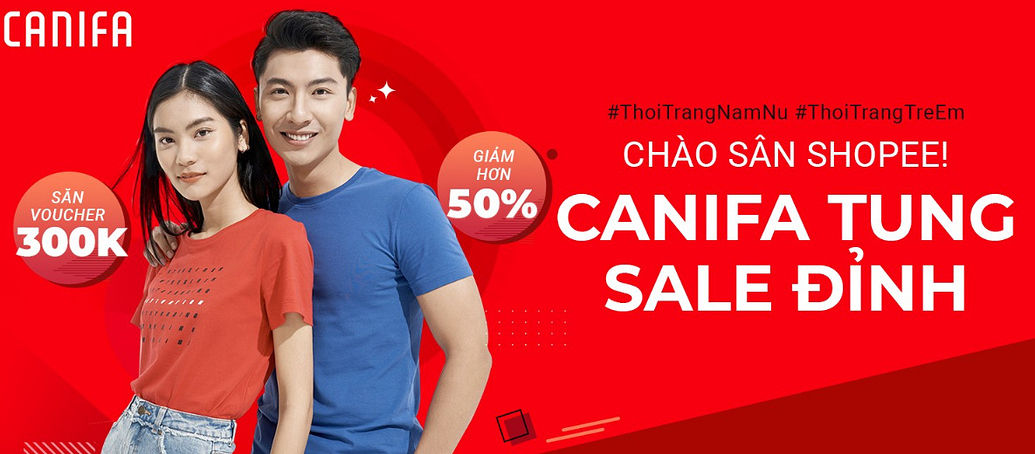 CANIFA
#ThoiTrangNamNu #ThoiTrangTreEm
CHÀO SÂN SHOPEE!
CANIFA TUNG
SALE ĐỈNH
GIẢM
HƠN
50%
SĂN
VOUCHER
300K